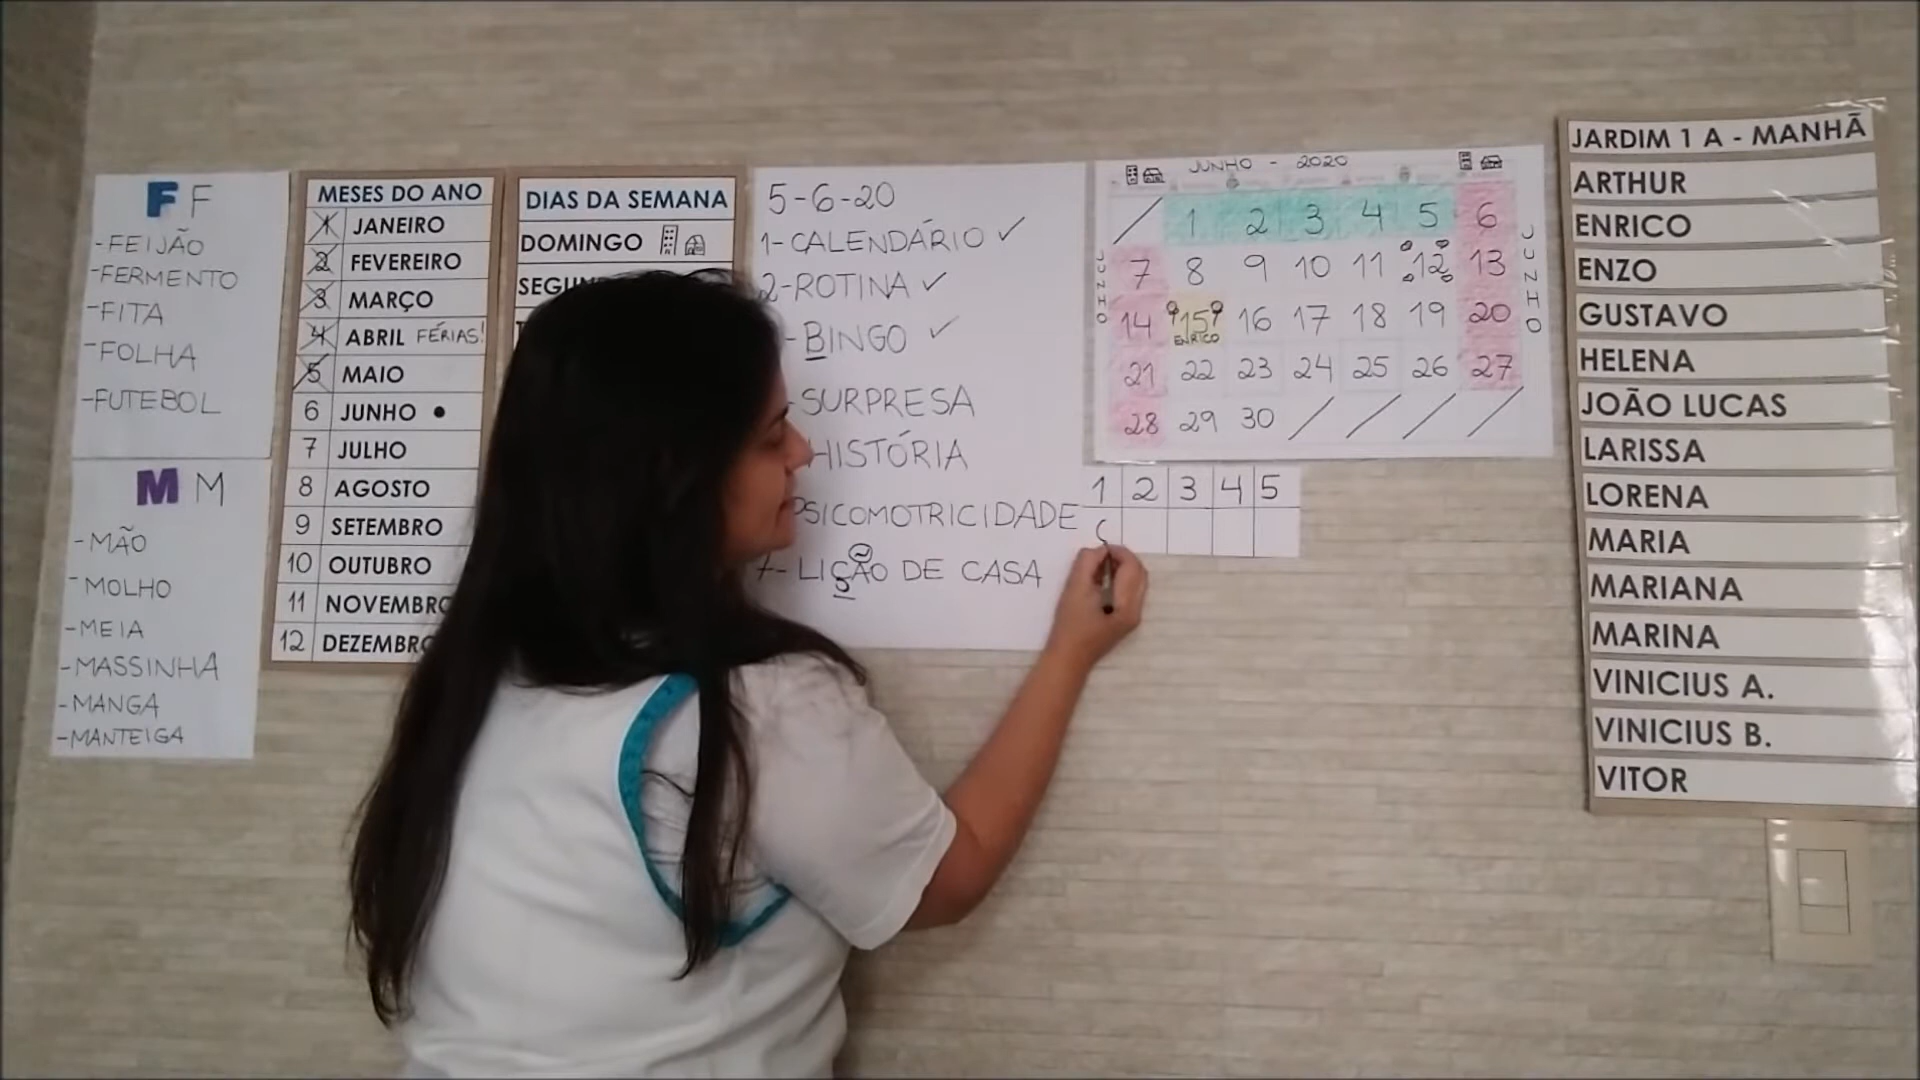 F F
-FEIJÃO
-FERMENTO
-FITA
-FOLHA
-FUTEBOL
M M
-MÃO
-MOLHO
-MEIA
-MASSINHA
-MANGA
-MANTEIGA
MESES DO ANO
1 JANEIRO
2 FEVEREIRO
3 MARÇO
4 ABRIL FÉRIAS!
5 MAIO
6 JUNHO •
7 JULHO
8 AGOSTO
9 SETEMBRO
10 OUTUBRO
11 NOVEMBRO
12 DEZEMBRO
DIAS DA SEMANA
DOMINGO
SEGUN
5-6-20
1-CALENDÁRIO ✓
2-ROTINA ✓
-BINGO ✓
-SURPRESA
HISTÓRIA
PSICOMOTRICIDADE
7-LIÇÃO DE CASA
JUNHO - 2020
JUNHO
/ 1 2 3 4 5 6
7 8 9 10 11 12 13
14 15 16 17 18 19 20
ENRICO
21 22 23 24 25 26 27
28 29 30 / / / /
JUNHO
1 2 3 4 5
JARDIM 1 A - MANHÃ
ARTHUR
ENRICO
ENZO
GUSTAVO
HELENA
JOÃO LUCAS
LARISSA
LORENA
MARIA
MARIANA
MARINA
VINICIUS A.
VINICIUS B.
VITOR